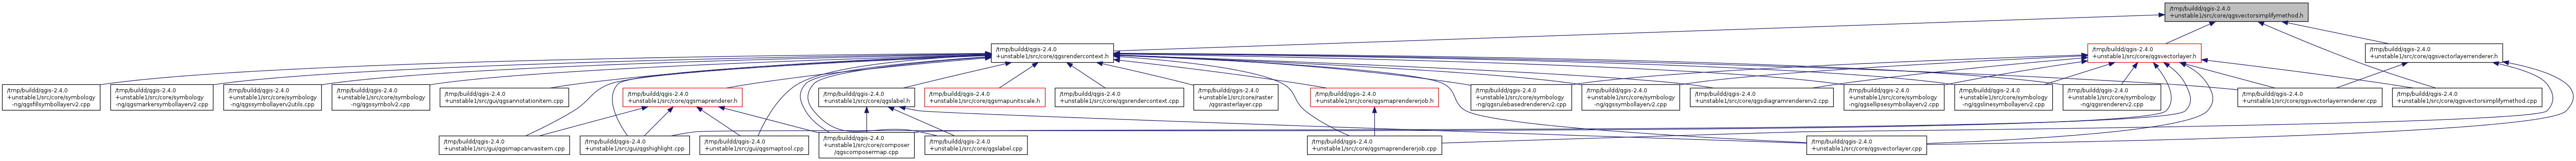 /tmp/buildd/qgis-2.4.0
+unstable1/src/core/qgsvectorsimplifymethod.h
/tmp/buildd/qgis-2.4.0
+unstable1/src/core/qgsrendercontext.h
/tmp/buildd/qgis-2.4.0
+unstable1/src/core/qgsvectorlayer.h
/tmp/buildd/qgis-2.4.0
+unstable1/src/core/qgsvectorlayerrenderer.h
/tmp/buildd/qgis-2.4.0
+unstable1/src/core/symbology
-ng/qgsfillsymbollayerv2.cpp
/tmp/buildd/qgis-2.4.0
+unstable1/src/core/symbology
-ng/qgsmarkersymbollayerv2.cpp
/tmp/buildd/qgis-2.4.0
+unstable1/src/core/symbology
-ng/qgssymbollayerv2utils.cpp
/tmp/buildd/qgis-2.4.0
+unstable1/src/core/symbology
-ng/qgssymbolv2.cpp
/tmp/buildd/qgis-2.4.0
+unstable1/src/gui/qgsannotationitem.cpp
/tmp/buildd/qgis-2.4.0
+unstable1/src/core/qgsmaprenderer.h
/tmp/buildd/qgis-2.4.0
+unstable1/src/core/qgslabel.h
/tmp/buildd/qgis-2.4.0
+unstable1/src/core/qgsmapunitscale.h
/tmp/buildd/qgis-2.4.0
+unstable1/src/core/qgsrendercontext.cpp
/tmp/buildd/qgis-2.4.0
+unstable1/src/core/raster
/qgsrasterlayer.cpp
/tmp/buildd/qgis-2.4.0
+unstable1/src/core/qgsmaprendererjob.h
/tmp/buildd/qgis-2.4.0
+unstable1/src/core/symbology
-ng/qgsrulebasedrendererv2.cpp
/tmp/buildd/qgis-2.4.0
+unstable1/src/core/symbology
-ng/qgssymbollayerv2.cpp
/tmp/buildd/qgis-2.4.0
+unstable1/src/core/qgsdiagramrendererv2.cpp
/tmp/buildd/qgis-2.4.0
+unstable1/src/core/symbology
-ng/qgsellipsesymbollayerv2.cpp
/tmp/buildd/qgis-2.4.0
+unstable1/src/core/symbology
-ng/qgslinesymbollayerv2.cpp
/tmp/buildd/qgis-2.4.0
+unstable1/src/core/symbology
-ng/qgsrendererv2.cpp
/tmp/buildd/qgis-2.4.0
+unstable1/src/core/qgsvectorlayerrenderer.cpp
/tmp/buildd/qgis-2.4.0
+unstable1/src/core/qgsvectorsimplifymethod.cpp
/tmp/buildd/qgis-2.4.0
+unstable1/src/gui/qgsmapcanvasitem.cpp
/tmp/buildd/qgis-2.4.0
+unstable1/src/gui/qgshighlight.cpp
/tmp/buildd/qgis-2.4.0
+unstable1/src/gui/qgsmaptool.cpp
/tmp/buildd/qgis-2.4.0
+unstable1/src/core/composer
/qgscomposermap.cpp
/tmp/buildd/qgis-2.4.0
+unstable1/src/core/qgslabel.cpp
/tmp/buildd/qgis-2.4.0
+unstable1/src/core/qgsmaprendererjob.cpp
/tmp/buildd/qgis-2.4.0
+unstable1/src/core/qgsvectorlayer.cpp